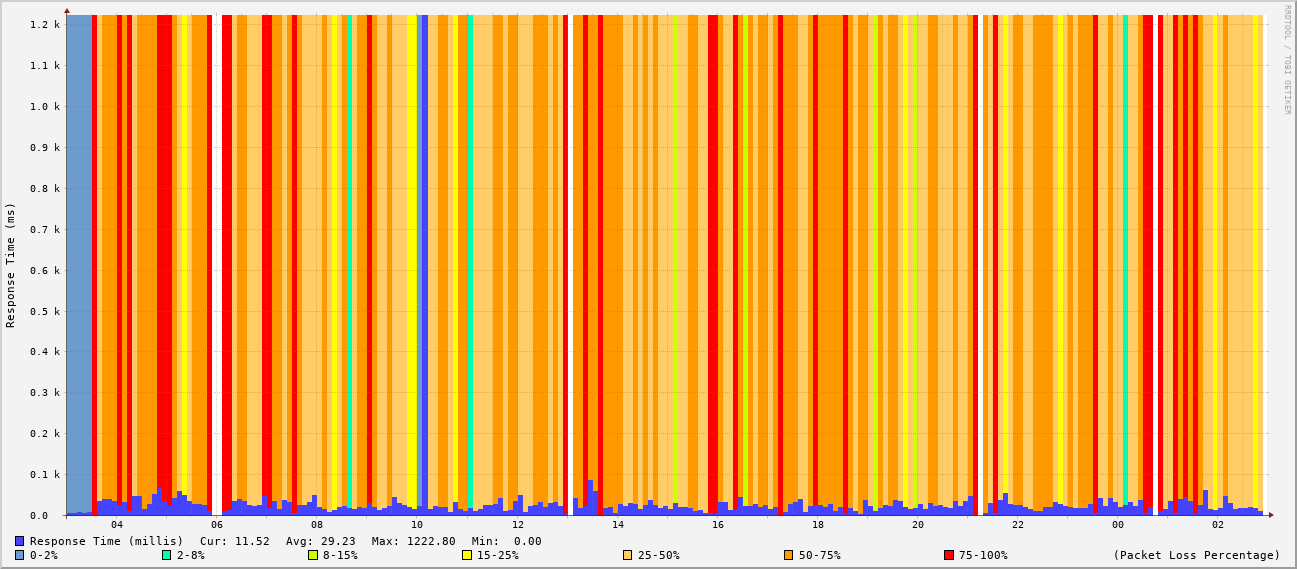 RRDTOOL / TOBI OETIKER
Response Time (ms)
1.2 k
1.1 k
1.0 k
0.9 k
0.8 k
0.7 k
0.6 k
0.5 k
0.4 k
0.3 k
0.2 k
0.1 k
0.0
04 06 08 10 12 14 16 18 20 22 00 02
Response Time (millis) Cur: 11.52 Avg: 29.23 Max: 1222.80 Min: 0.00
0-2% 2-8% 8-15% 15-25% 25-50% 50-75% 75-100% (Packet Loss Percentage)